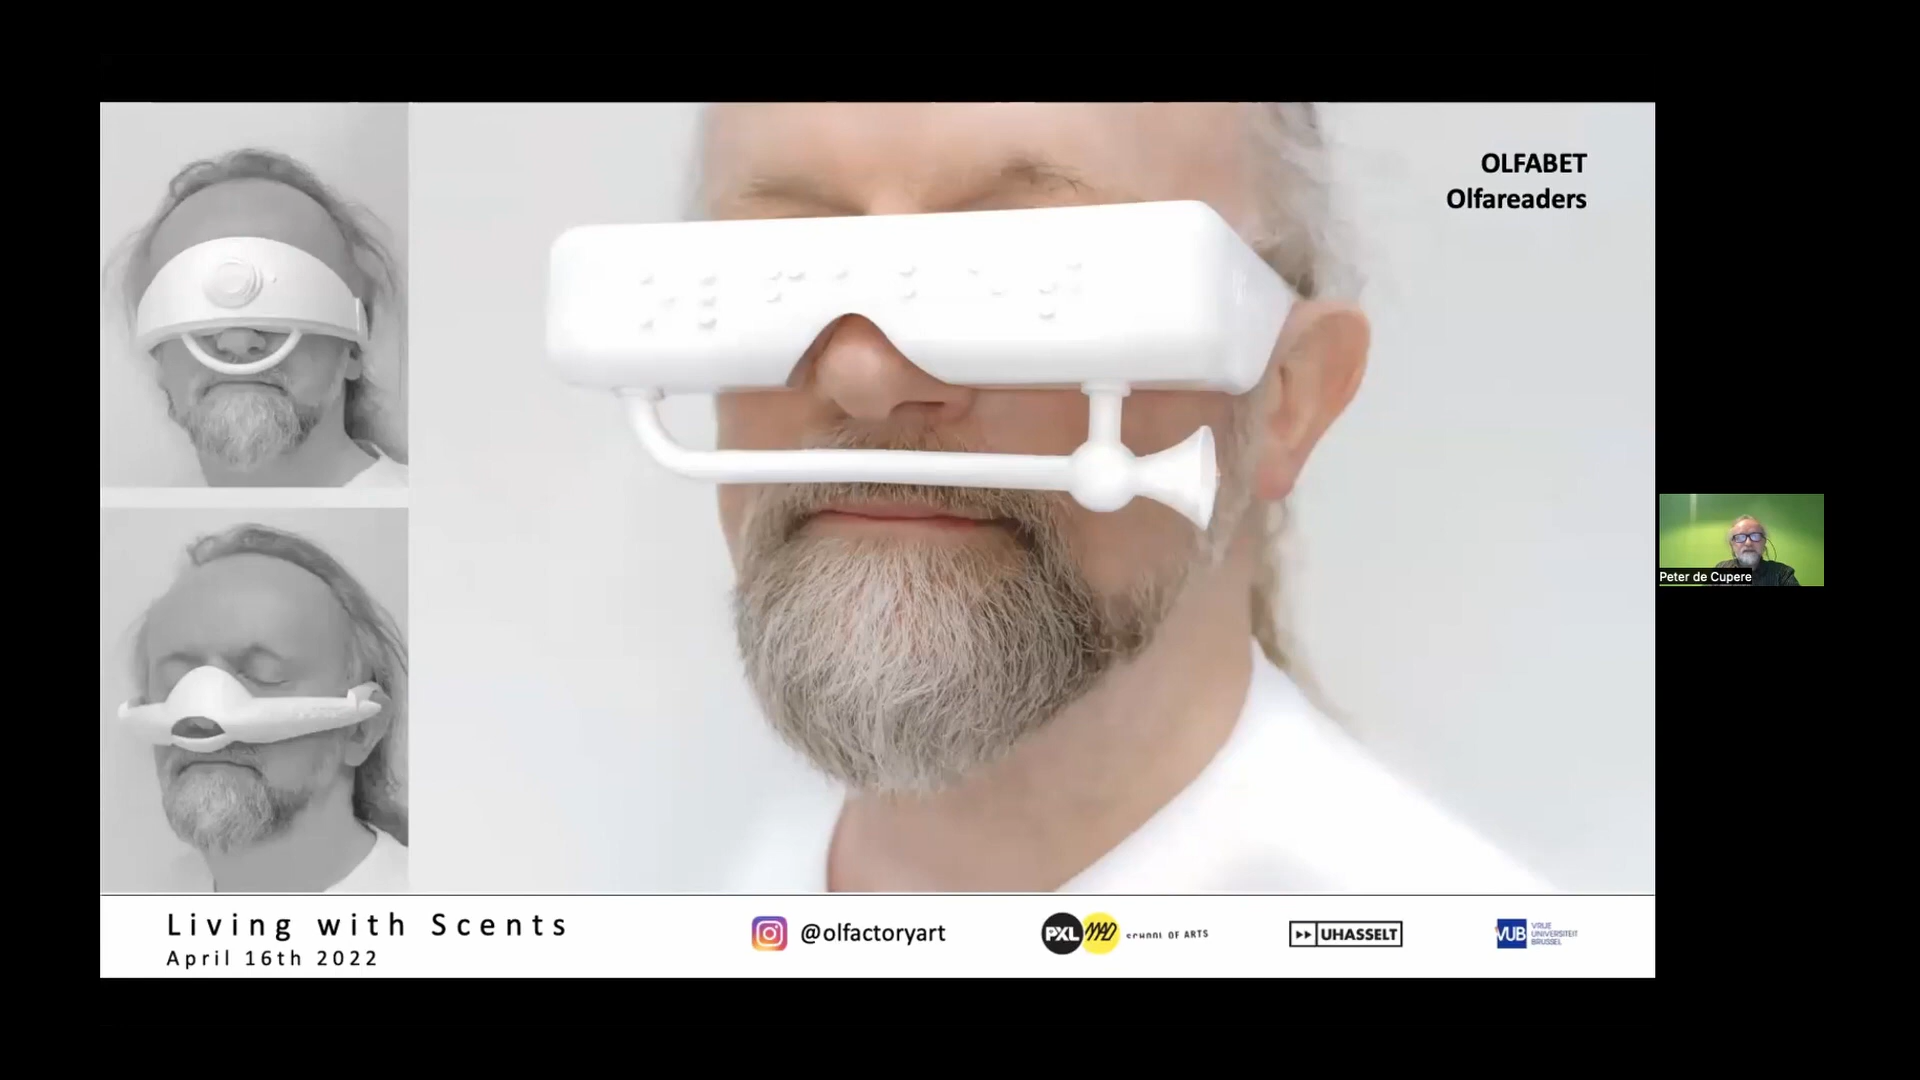 OLFABET
Olfareaders
Peter de Cupere
Living with Scents
April 16th 2022
@olfactoryart
PXL MAD SCHOOL OF ARTS
UHASSELT
VUB VRIJE
UNIVERSITEIT
BRUSSEL